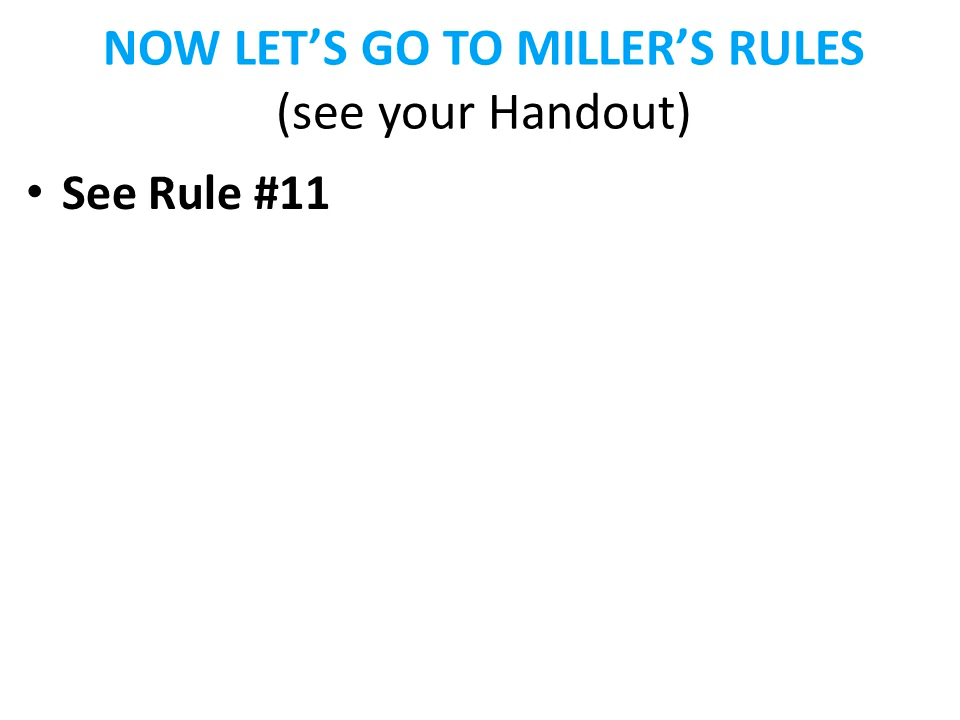 NOW LET’S GO TO MILLER’S RULES
(see your Handout)
• See Rule #11